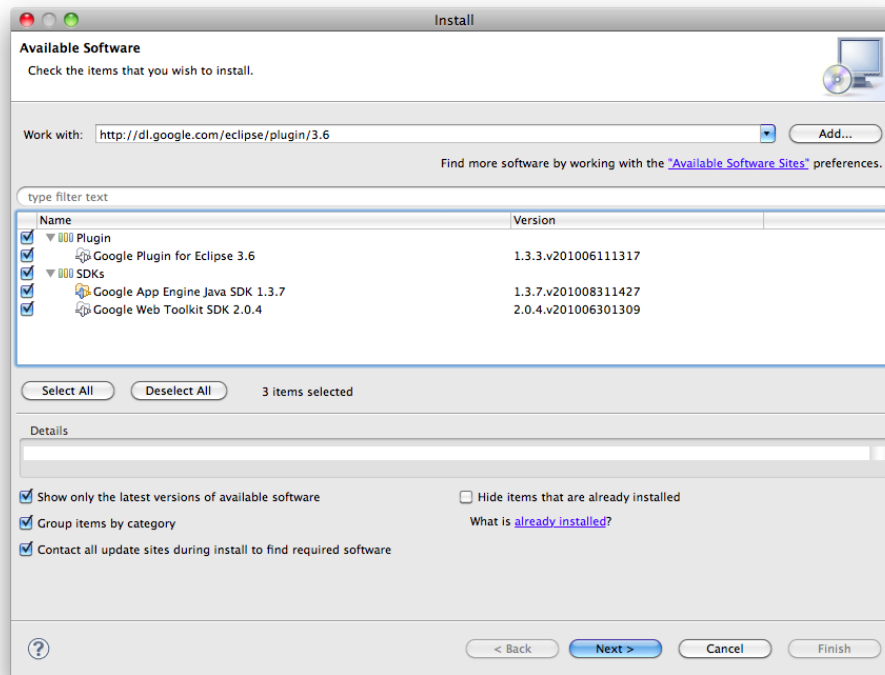 Install
Available Software
Check the items that you wish to install.
Work with: http://dl.google.com/eclipse/plugin/3.6 Add...
Find more software by working with the "Available Software Sites" preferences.
type filter text
Name Version
Plugin
Google Plugin for Eclipse 3.6 1.3.3.v201006111317
SDKs
Google App Engine Java SDK 1.3.7 1.3.7.v201008311427
Google Web Toolkit SDK 2.0.4 2.0.4.v201006301309
Select All Deselect All 3 items selected
Details
Show only the latest versions of available software Hide items that are already installed
Group items by category What is already installed?
Contact all update sites during install to find required software
? < Back Next > Cancel Finish